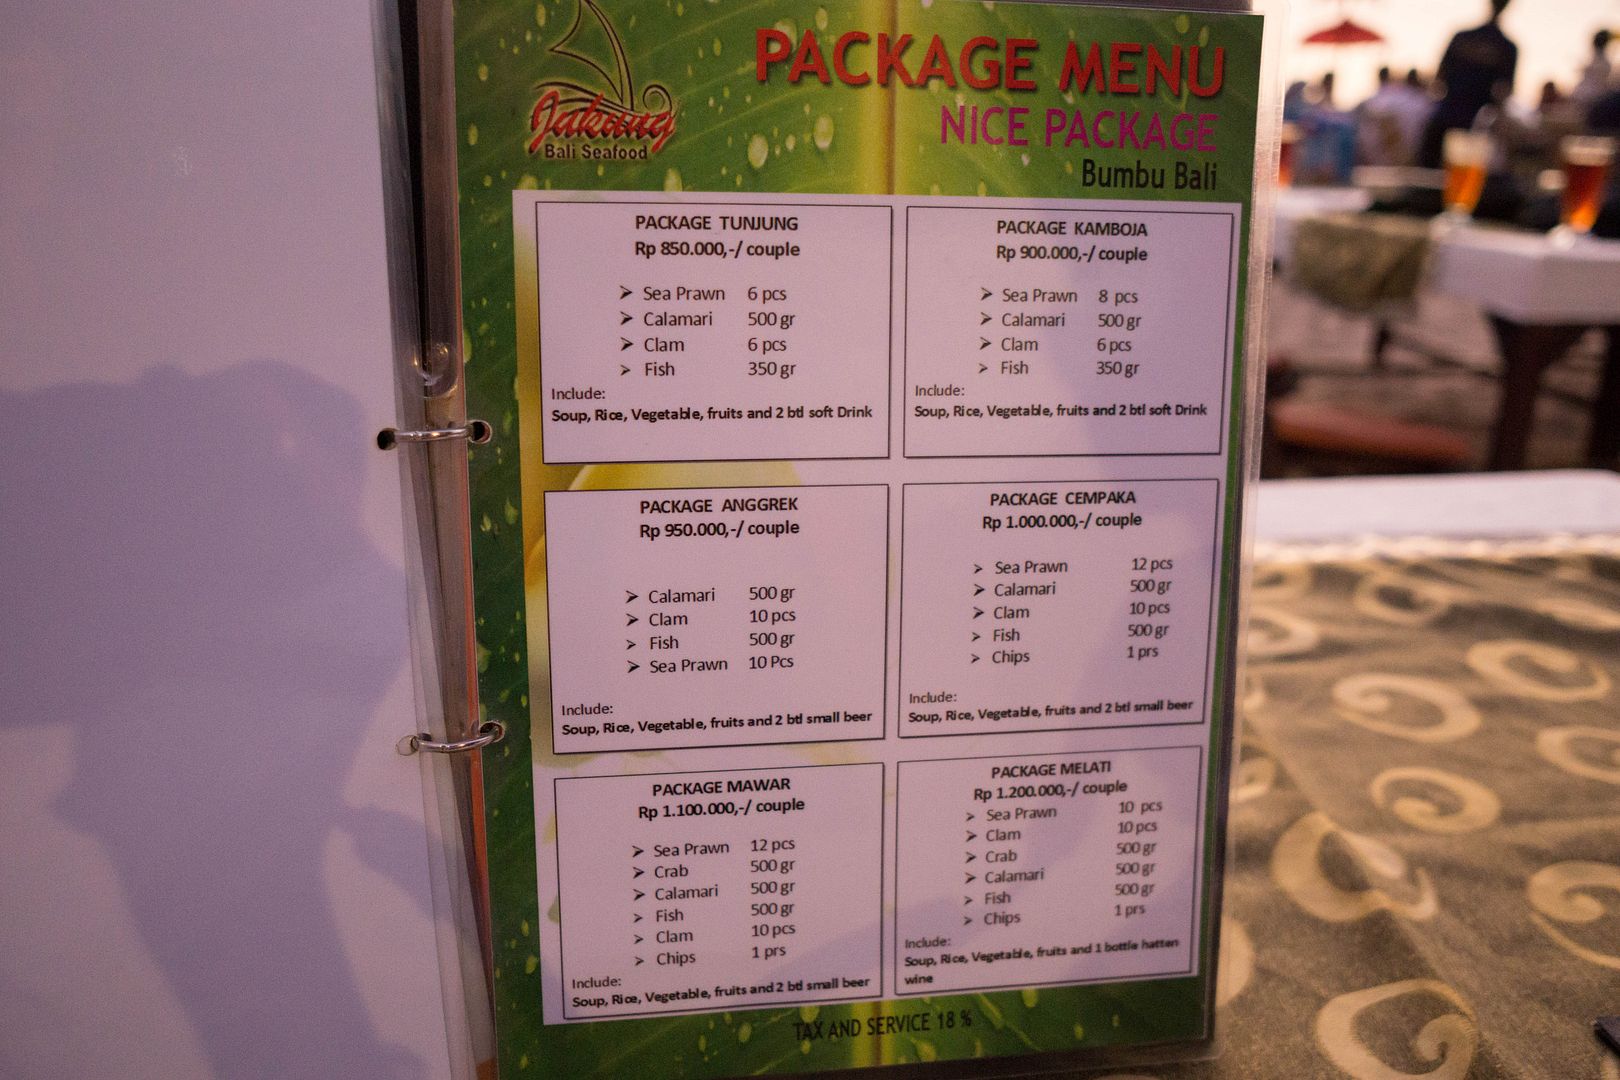 Jukung
Bali Seafood
PACKAGE MENU
NICE PACKAGE
Bumbu Bali
PACKAGE TUNJUNG
Rp 850.000,-/ couple
➤ Sea Prawn 6 pcs
➤ Calamari 500 gr
➤ Clam 6 pcs
➤ Fish 350 gr
Include:
Soup, Rice, Vegetable, fruits and 2 btl soft Drink
PACKAGE KAMBOJA
Rp 900.000,-/ couple
➤ Sea Prawn 8 pcs
➤ Calamari 500 gr
➤ Clam 6 pcs
➤ Fish 350 gr
Include:
Soup, Rice, Vegetable, fruits and 2 btl soft Drink
PACKAGE ANGGREK
Rp 950.000,-/ couple
➤ Calamari 500 gr
➤ Clam 10 pcs
➤ Fish 500 gr
➤ Sea Prawn 10 Pcs
Include:
Soup, Rice, Vegetable, fruits and 2 btl small beer
PACKAGE CEMPAKA
Rp 1.000.000,-/ couple
➤ Sea Prawn 12 pcs
➤ Calamari 500 gr
➤ Clam 10 pcs
➤ Fish 500 gr
➤ Chips 1 prs
Include:
Soup, Rice, Vegetable, fruits and 2 btl small beer
PACKAGE MAWAR
Rp 1.100.000,-/ couple
➤ Sea Prawn 12 pcs
➤ Crab 500 gr
➤ Calamari 500 gr
➤ Fish 500 gr
➤ Clam 10 pcs
➤ Chips 1 prs
Include:
Soup, Rice, Vegetable, fruits and 2 btl small beer
PACKAGE MELATI
Rp 1.200.000,-/ couple
➤ Sea Prawn 10 pcs
➤ Clam 10 pcs
➤ Crab 500 gr
➤ Calamari 500 gr
➤ Fish 500 gr
➤ Chips 1 prs
Include:
Soup, Rice, Vegetable, fruits and 1 bottle hatten
wine
TAX AND SERVICE 18 %